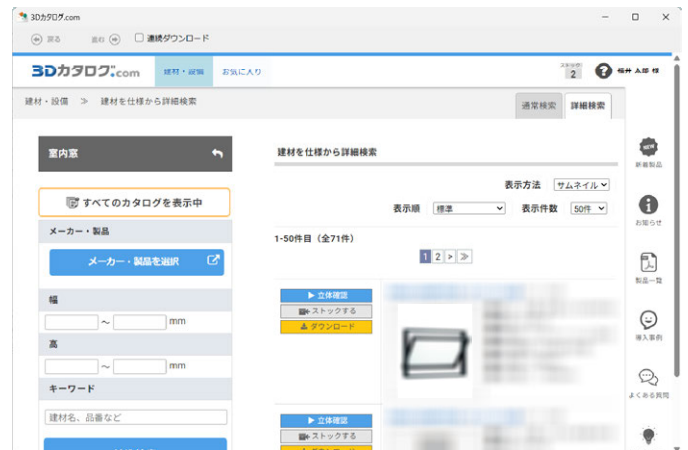 3Dカタログ.com
戻る 進む 連続ダウンロード
3Dカタログ.com 建材・設備 お気に入り
ストック
2
福井 太郎 様
建材・設備 ≫ 建材を仕様から詳細検索
通常検索 詳細検索
室内窓
すべてのカタログを表示中
メーカー・製品
メーカー・製品を選択
幅
～ mm
高
～ mm
キーワード
建材名、品番など
建材を仕様から詳細検索
表示方法 サムネイル
表示順 標準 表示件数 50件
1-50件目（全71件）
1 2 > ≫
立体確認
ストックする
ダウンロード
立体確認
ストックする
ダウンロード
NEW
新着製品
お知らせ
製品一覧
導入事例
よくある質問